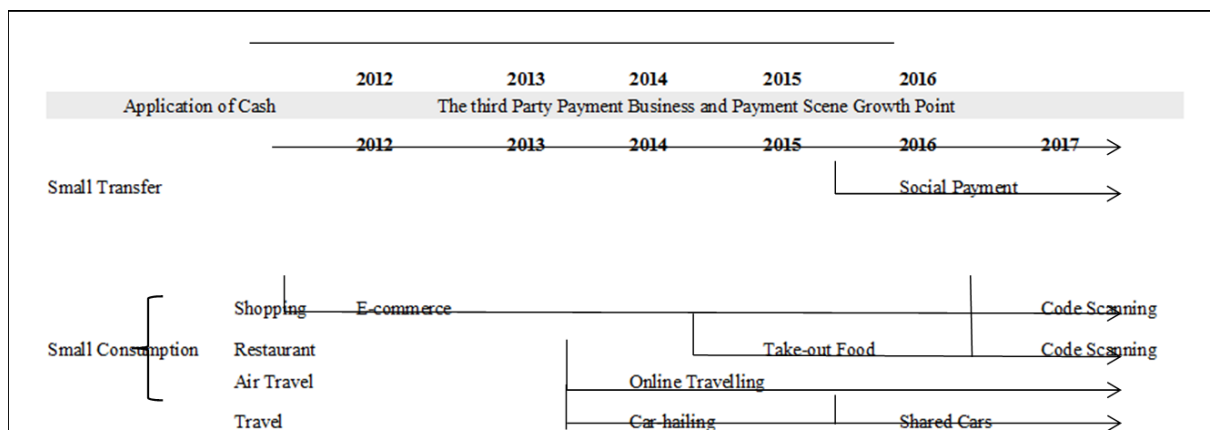 2012 2013 2014 2015 2016
Application of Cash The third Party Payment Business and Payment Scene Growth Point
2012 2013 2014 2015 2016 2017
Small Transfer Social Payment
Shopping E-commerce Code Scanning
Small Consumption Restaurant Take-out Food Code Scanning
Air Travel Online Travelling
Travel Car-hailing Shared Cars